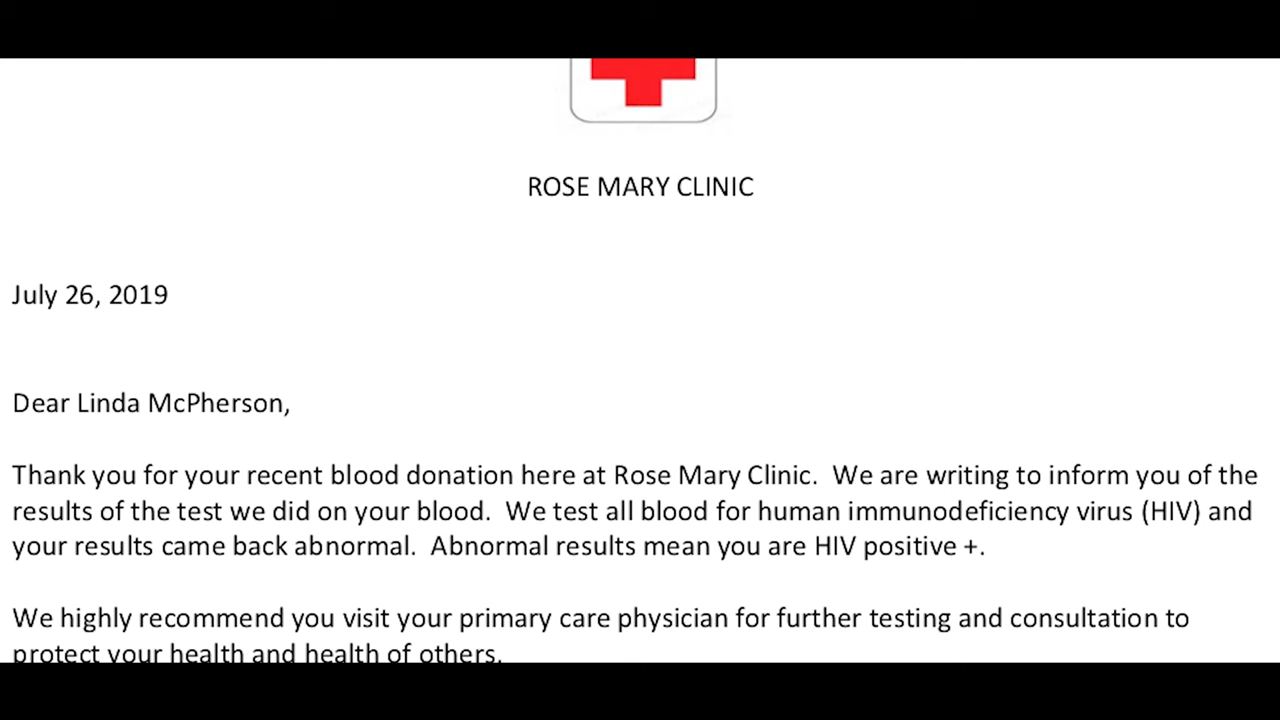 ROSE MARY CLINIC
July 26, 2019
Dear Linda McPherson,
Thank you for your recent blood donation here at Rose Mary Clinic.  We are writing to inform you of the
results of the test we did on your blood.  We test all blood for human immunodeficiency virus (HIV) and
your results came back abnormal.  Abnormal results mean you are HIV positive +.
We highly recommend you visit your primary care physician for further testing and consultation to
protect your health and health of others.